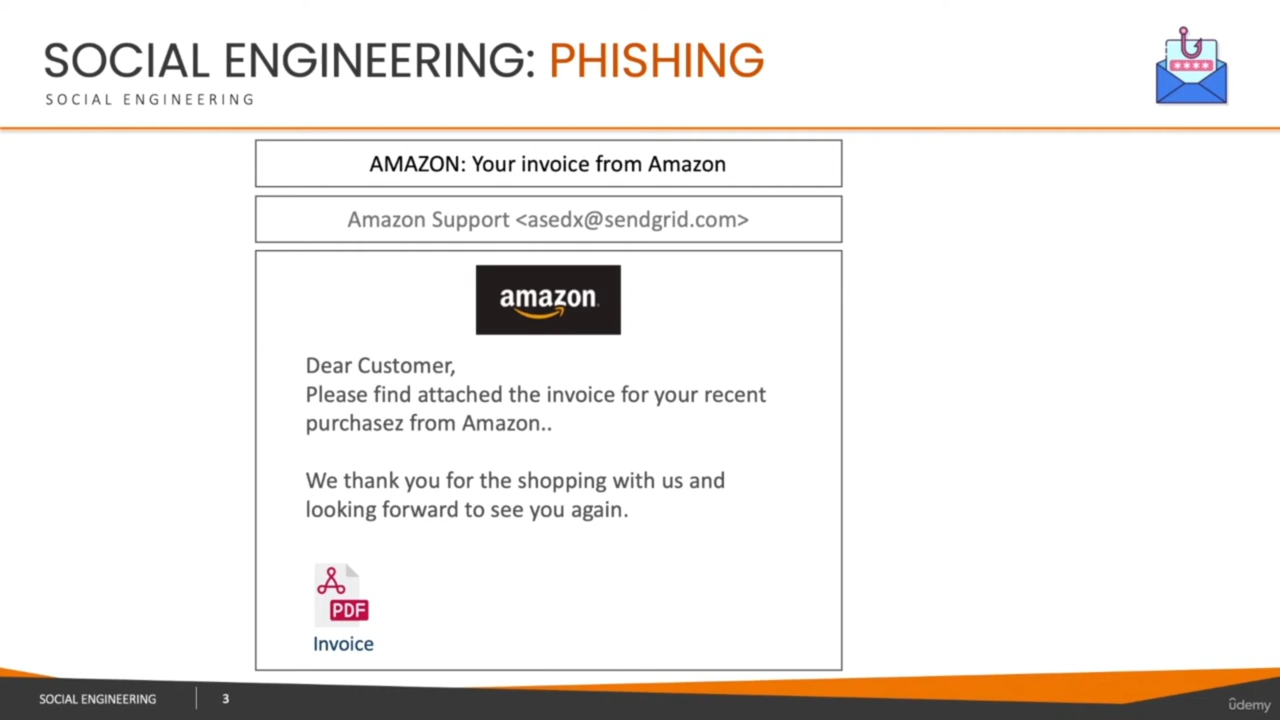 SOCIAL ENGINEERING: PHISHING
SOCIAL ENGINEERING
****
AMAZON: Your invoice from Amazon
Amazon Support <asedx@sendgrid.com>
amazon
Dear Customer,
Please find attached the invoice for your recent
purchasez from Amazon..
We thank you for the shopping with us and
looking forward to see you again.
PDF
Invoice
SOCIAL ENGINEERING
3
udemy